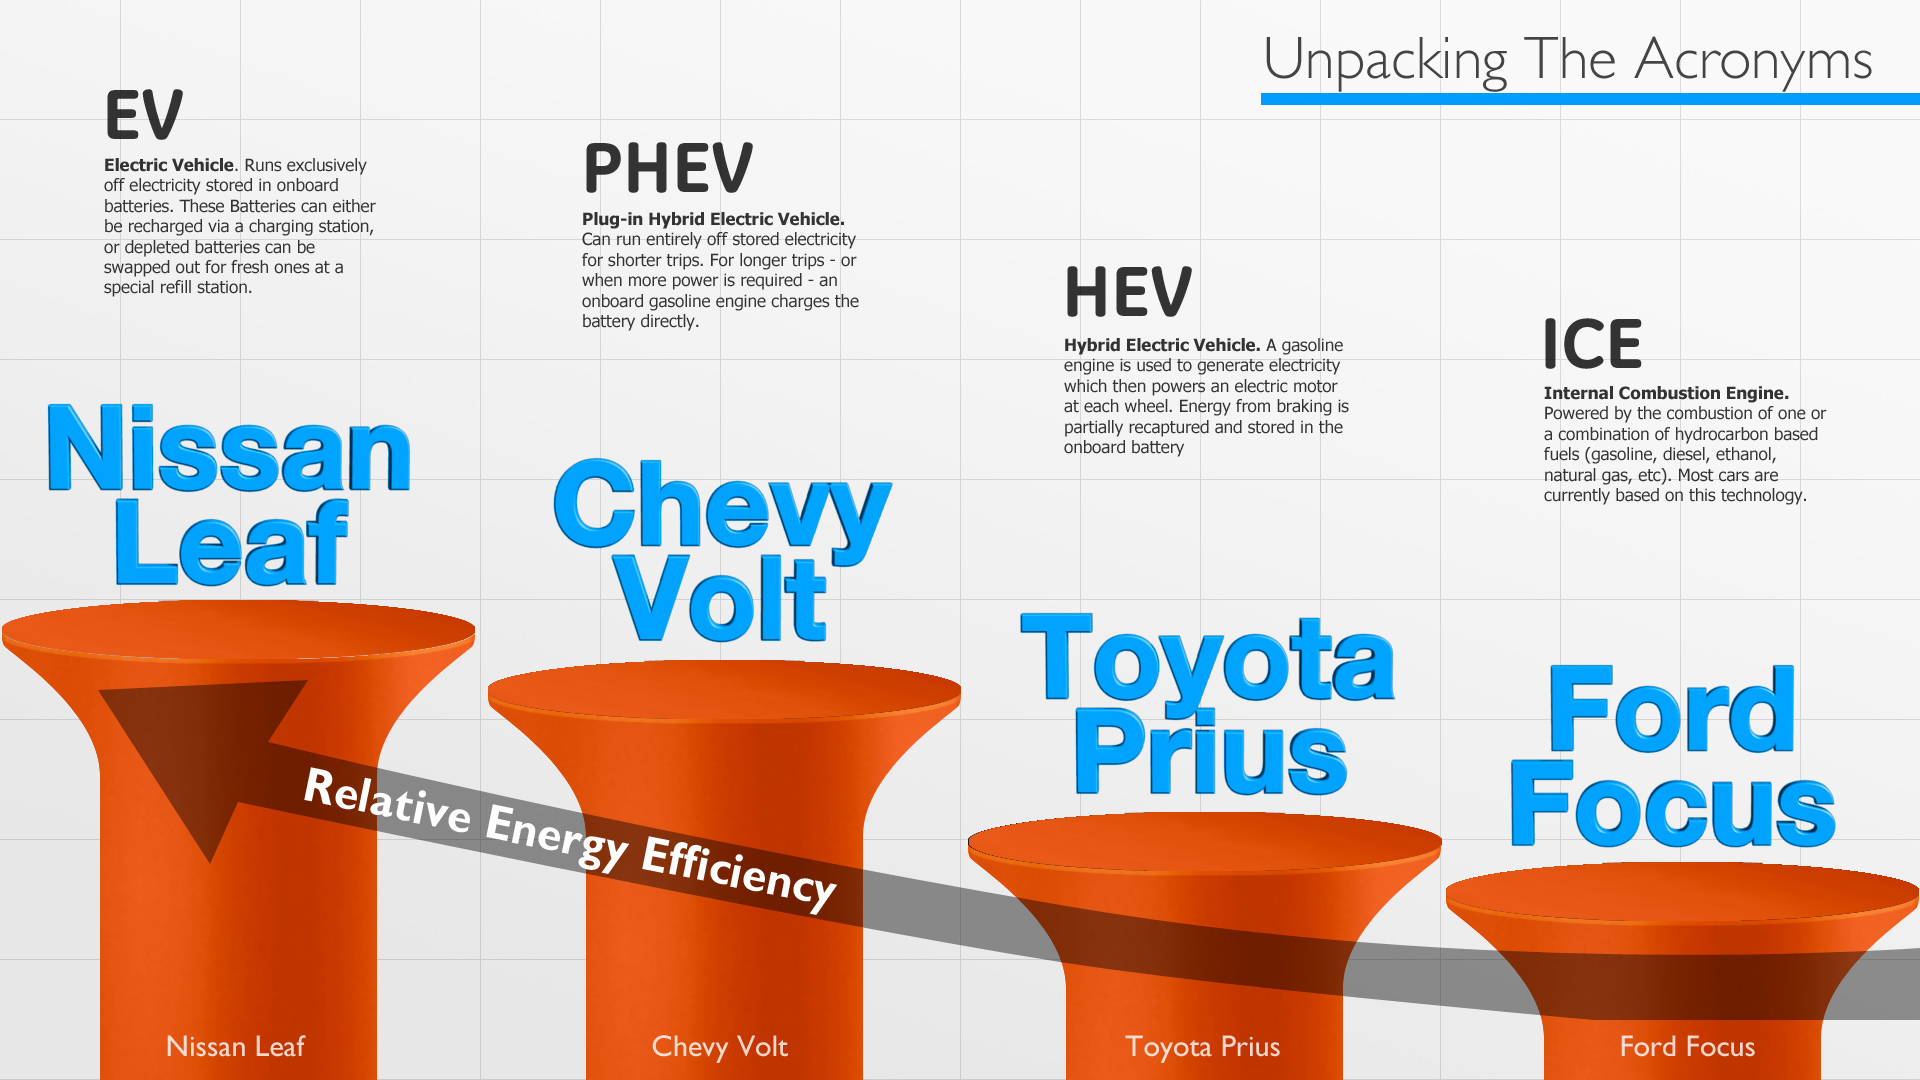 Unpacking The Acronyms
EV
Electric Vehicle. Runs exclusively
off electricity stored in onboard
batteries. These Batteries can either
be recharged via a charging station,
or depleted batteries can be
swapped out for fresh ones at a
special refill station.
PHEV
Plug-in Hybrid Electric Vehicle.
Can run entirely off stored electricity
for shorter trips. For longer trips - or
when more power is required - an
onboard gasoline engine charges the
battery directly.
HEV
Hybrid Electric Vehicle. A gasoline
engine is used to generate electricity
which then powers an electric motor
at each wheel. Energy from braking is
partially recaptured and stored in the
onboard battery
ICE
Internal Combustion Engine.
Powered by the combustion of one or
a combination of hydrocarbon based
fuels (gasoline, diesel, ethanol,
natural gas, etc). Most cars are
currently based on this technology.
Nissan
Leaf
Chevy
Volt
Toyota
Prius
Ford
Focus
Relative Energy Efficiency
Nissan Leaf
Chevy Volt
Toyota Prius
Ford Focus